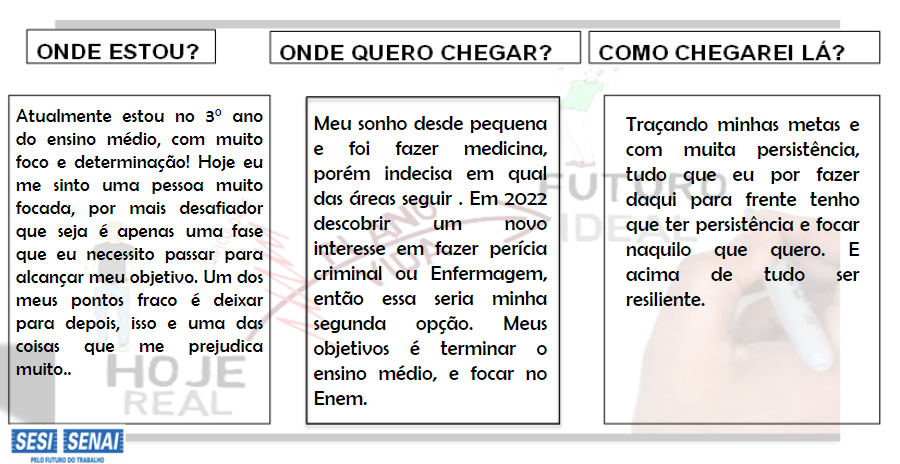 ONDE ESTOU?
ONDE QUERO CHEGAR?
COMO CHEGAREI LÁ?
Atualmente estou no 3º ano
do ensino médio, com muito
foco e determinação! Hoje eu
me sinto uma pessoa muito
focada, por mais desafiador
que seja é apenas uma fase
que eu necessito passar para
alcançar meu objetivo. Um dos
meus pontos fraco é deixar
para depois, isso e uma das
coisas que me prejudica
muito..
Meu sonho desde pequena
e foi fazer medicina,
porém indecisa em qual
das áreas seguir . Em 2022
descobrir um novo
interesse em fazer perícia
criminal ou Enfermagem,
então essa seria minha
segunda opção. Meus
objetivos é terminar o
ensino médio, e focar no
Enem.
Traçando minhas metas e
com muita persistência,
tudo que eu por fazer
daqui para frente tenho
que ter persistência e focar
naquilo que quero. E
acima de tudo ser
resiliente.
HOJE
REAL
PLANO
VIDA
FUTURO
IDEAL
SESI SENAI
PELO FUTURO DO TRABALHO